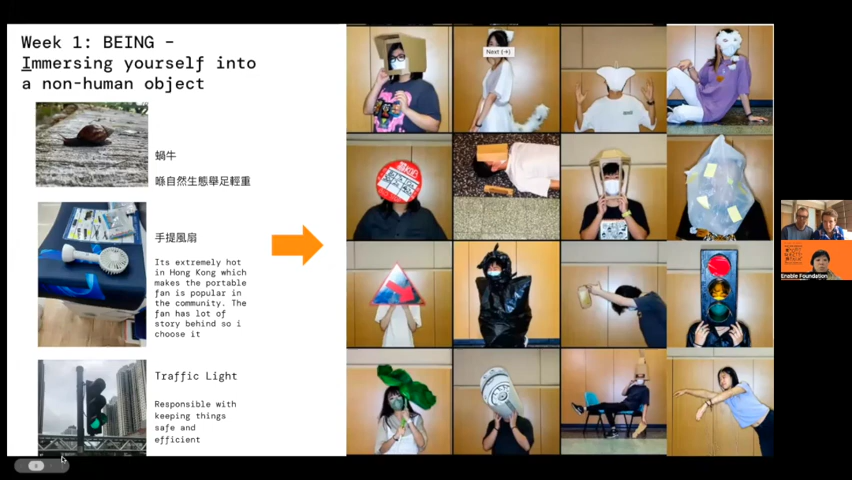 Week 1: BEING –
Immersing yourself into
a non-human object
Next (→)
蝸牛
喺自然生態舉足輕重
手提風扇
Its extremely hot
in Hong Kong which
makes the portable
fan is popular in
the community. The
fan has lot of
story behind so i
choose it
Traffic Light
Responsible with
keeping things
safe and
efficient
Enable Foundation